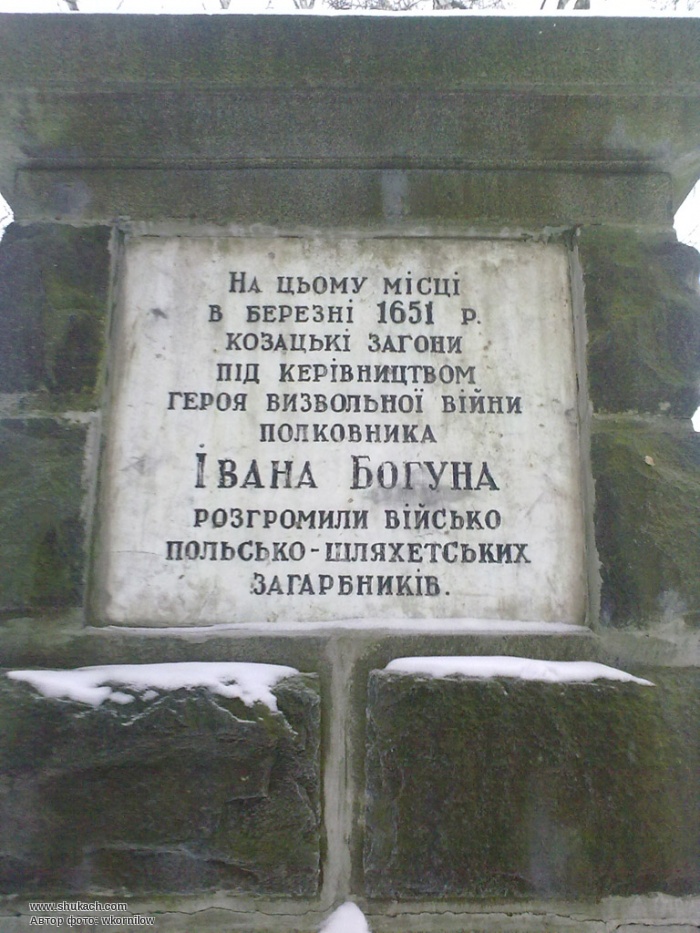 На цьому місці
в березні 1651 р.
козацькі загони
під керівництвом
героя визвольної війни
полковника
Івана Богуна
розгромили військо
польсько-шляхетських
загарбників.
www.shukach.com
Автор фото: wkornilow